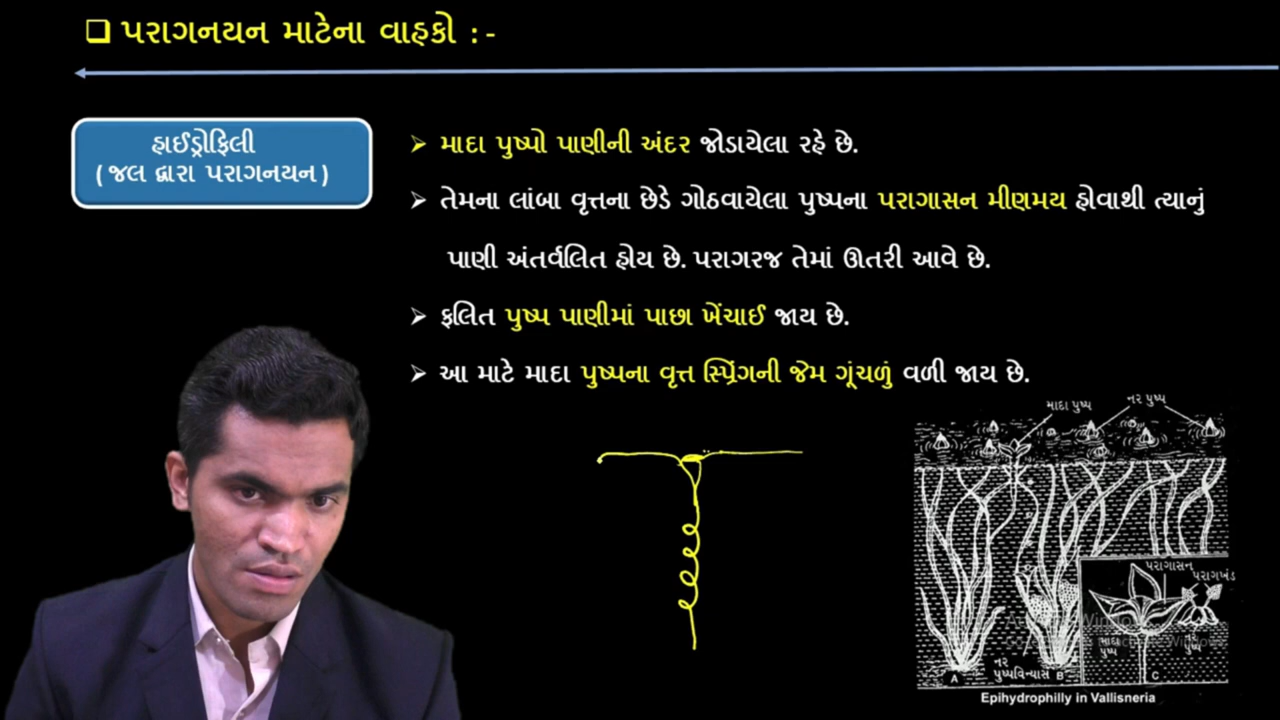 ❑ પરાગનયન માટેના વાહકો :-
હાઈડ્રોફિલી
( જલ દ્વારા પરાગનયન )
➢ માદા પુષ્પો પાણીની અંદર જોડાયેલા રહે છે.
➢ તેમના લાંબા વૃત્તના છેડે ગોઠવાયેલા પુષ્પના પરાગાસન મીણમય હોવાથી ત્યાનું
પાણી અંતર્વલિત હોય છે. પરાગરજ તેમાં ઊતરી આવે છે.
➢ ફલિત પુષ્પ પાણીમાં પાછા ખેંચાઈ જાય છે.
➢ આ માટે માદા પુષ્પના વૃત્ત સ્પ્રિંગની જેમ ગૂંચળું વળી જાય છે.
માદા પુષ્પ નર પુષ્પ
પરાગાસન
પરાગખંડ
માદા પુષ્પ
નર પુષ્પ
નર પુષ્પવિન્યાસ
A B C
Epihydrophilly in Vallisneria